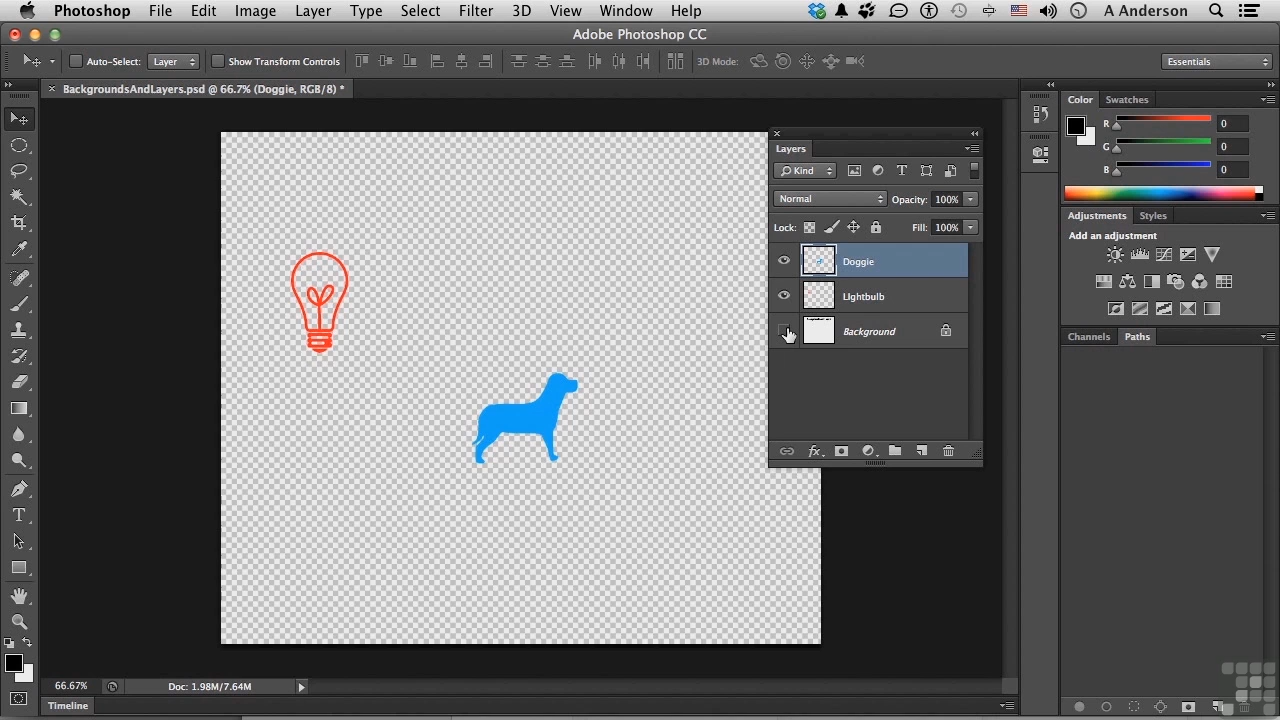 Photoshop File Edit Image Layer Type Select Filter 3D View Window Help A Anderson
Adobe Photoshop CC
Auto-Select: Layer Show Transform Controls 3D Mode: Essentials
BackgroundsAndLayers.psd @ 66.7% (Doggie, RGB/8) *
Color Swatches
R 0
G 0
B 0
Layers
Kind
Normal Opacity: 100%
Lock: Fill: 100%
Doggie
LIghtbulb
Background
Adjustments Styles
Add an adjustment
Channels Paths
66.67% Doc: 1.98M/7.64M
Timeline